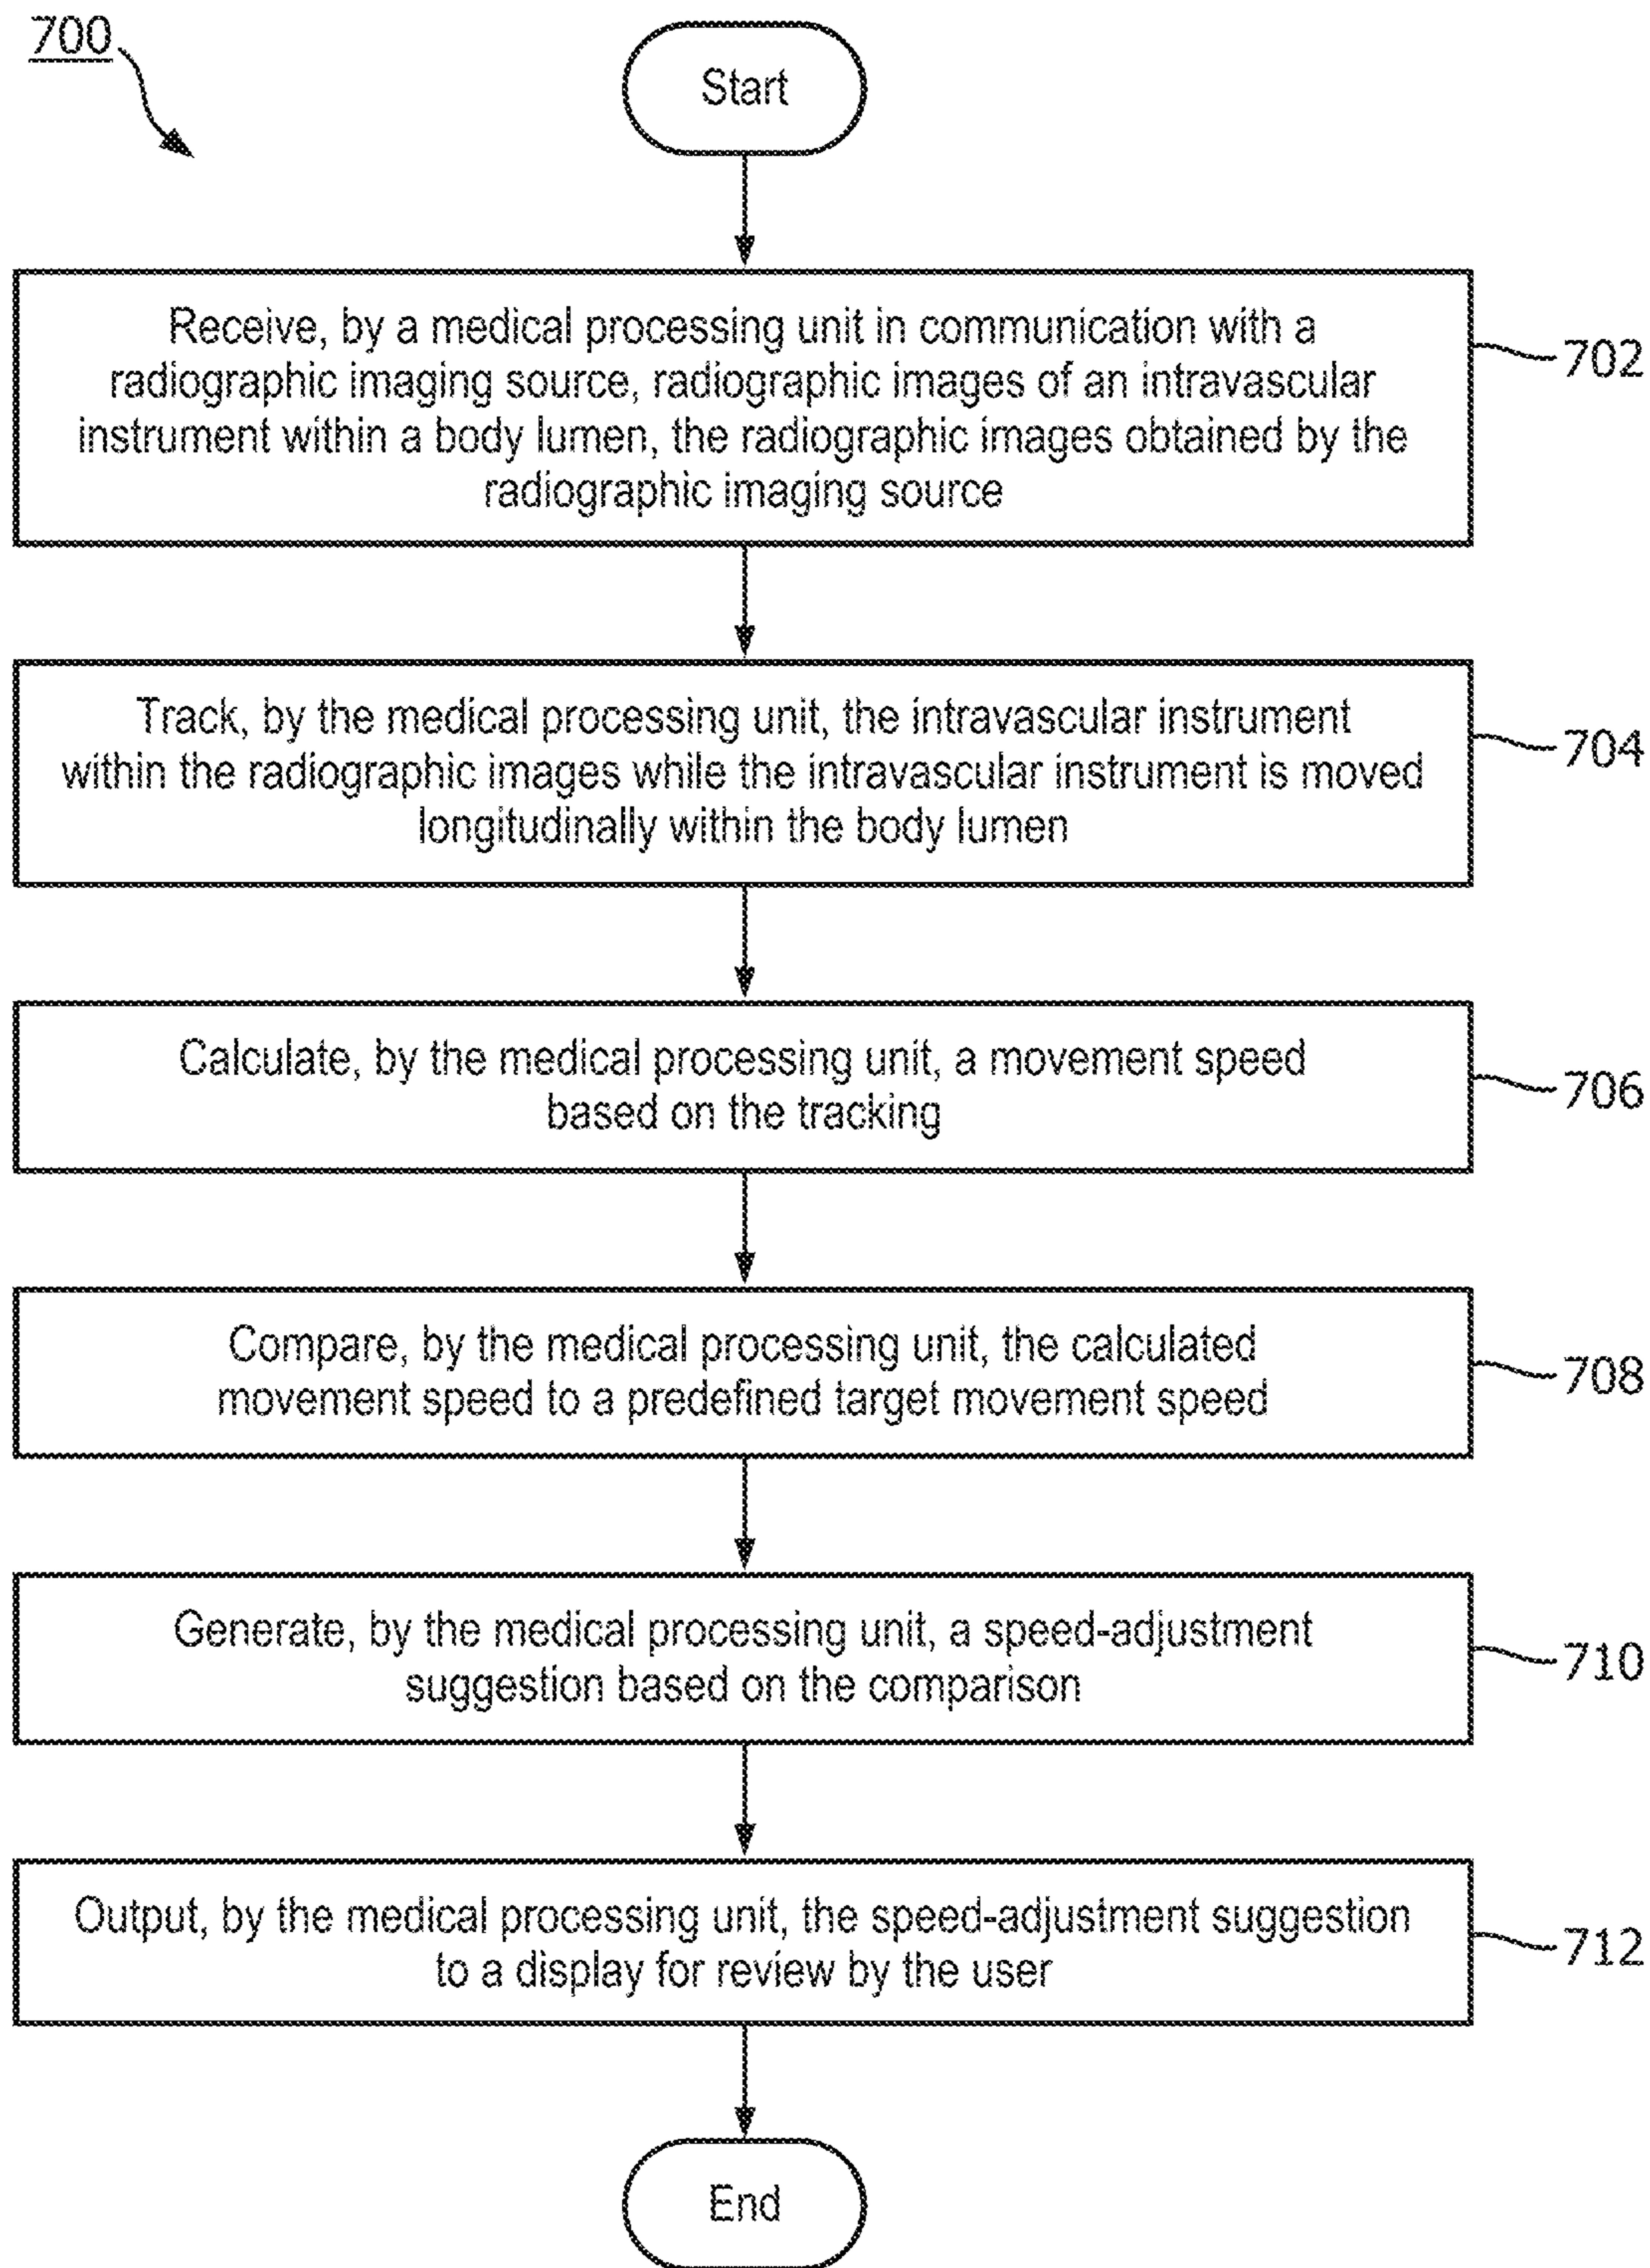 700
Start
Receive, by a medical processing unit in communication with a
radiographic imaging source, radiographic images of an intravascular
instrument within a body lumen, the radiographic images obtained by the
radiographic imaging source
702
Track, by the medical processing unit, the intravascular instrument
within the radiographic images while the intravascular instrument is moved
longitudinally within the body lumen
704
Calculate, by the medical processing unit, a movement speed
based on the tracking
706
Compare, by the medical processing unit, the calculated
movement speed to a predefined target movement speed
708
Generate, by the medical processing unit, a speed-adjustment
suggestion based on the comparison
710
Output, by the medical processing unit, the speed-adjustment suggestion
to a display for review by the user
712
End